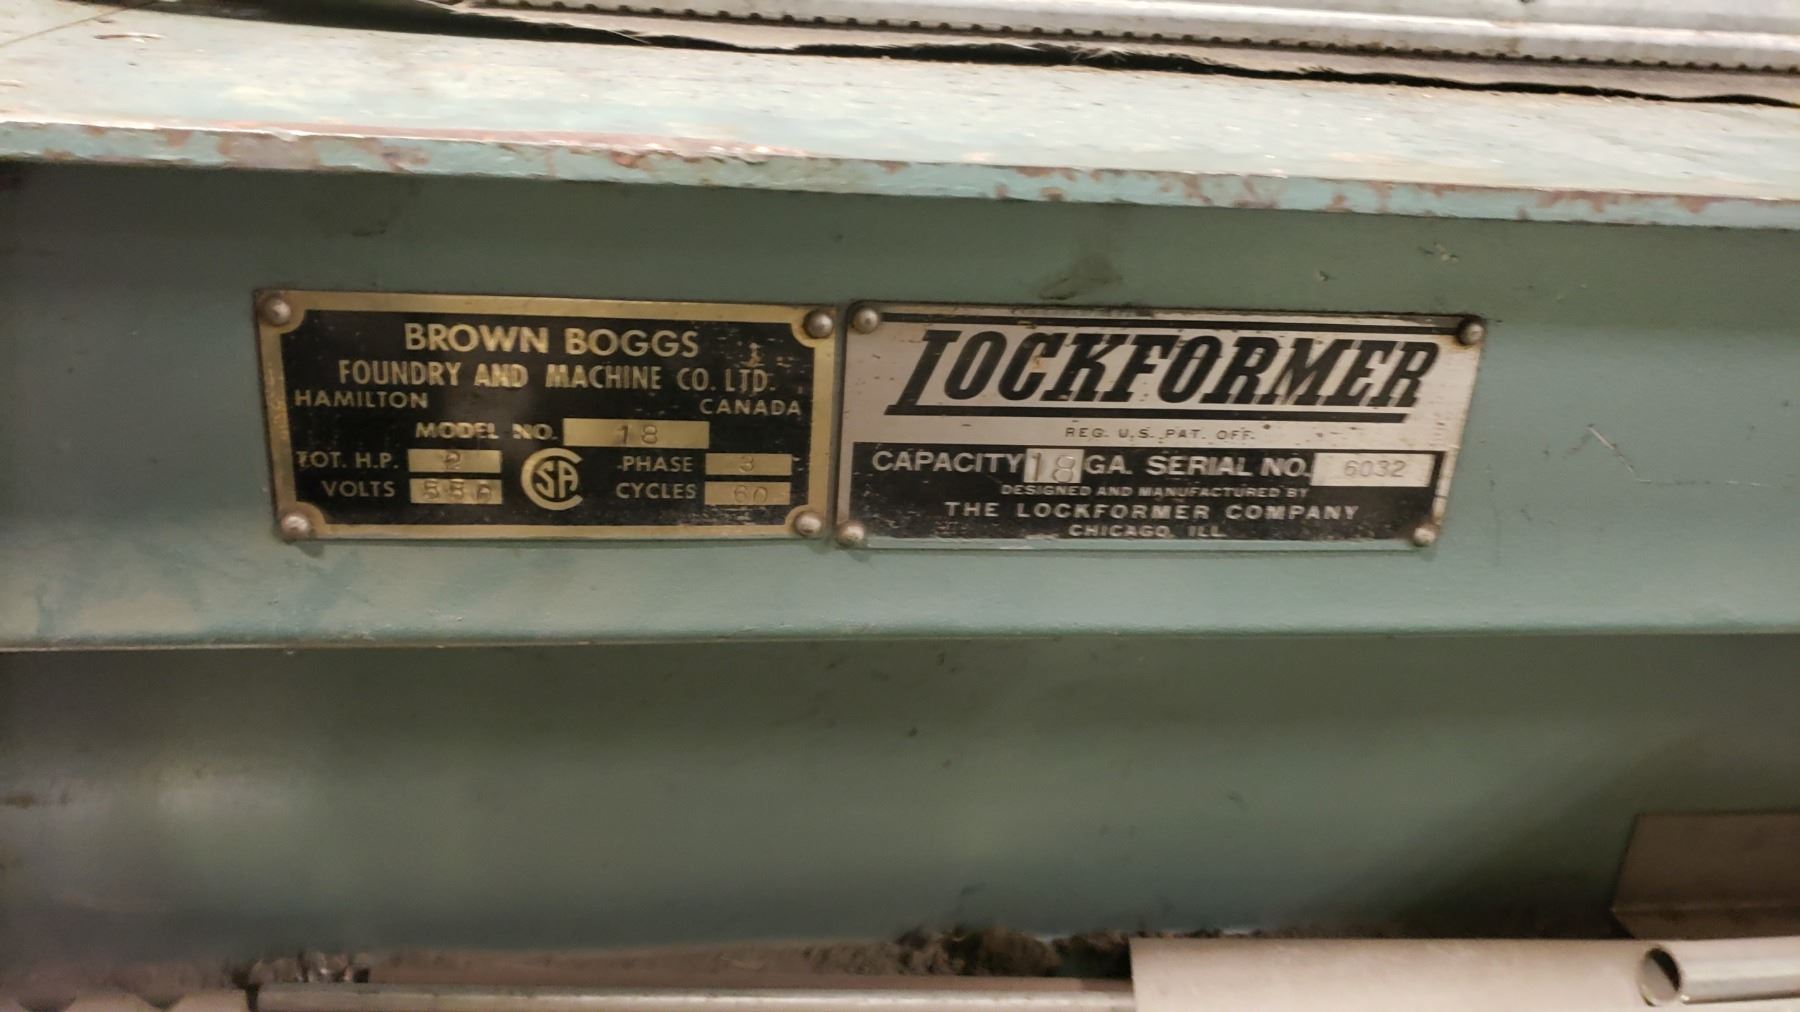 BROWN BOGGS
FOUNDRY AND MACHINE CO. LTD.
HAMILTON CANADA
MODEL NO. 18
TOT. H.P. 2 PHASE 3
VOLTS 550 CYCLES 60
CSA
LOCKFORMER
REG. U.S. PAT. OFF.
CAPACITY 18 GA. SERIAL NO. 6032
DESIGNED AND MANUFACTURED BY
THE LOCKFORMER COMPANY
CHICAGO, ILL.